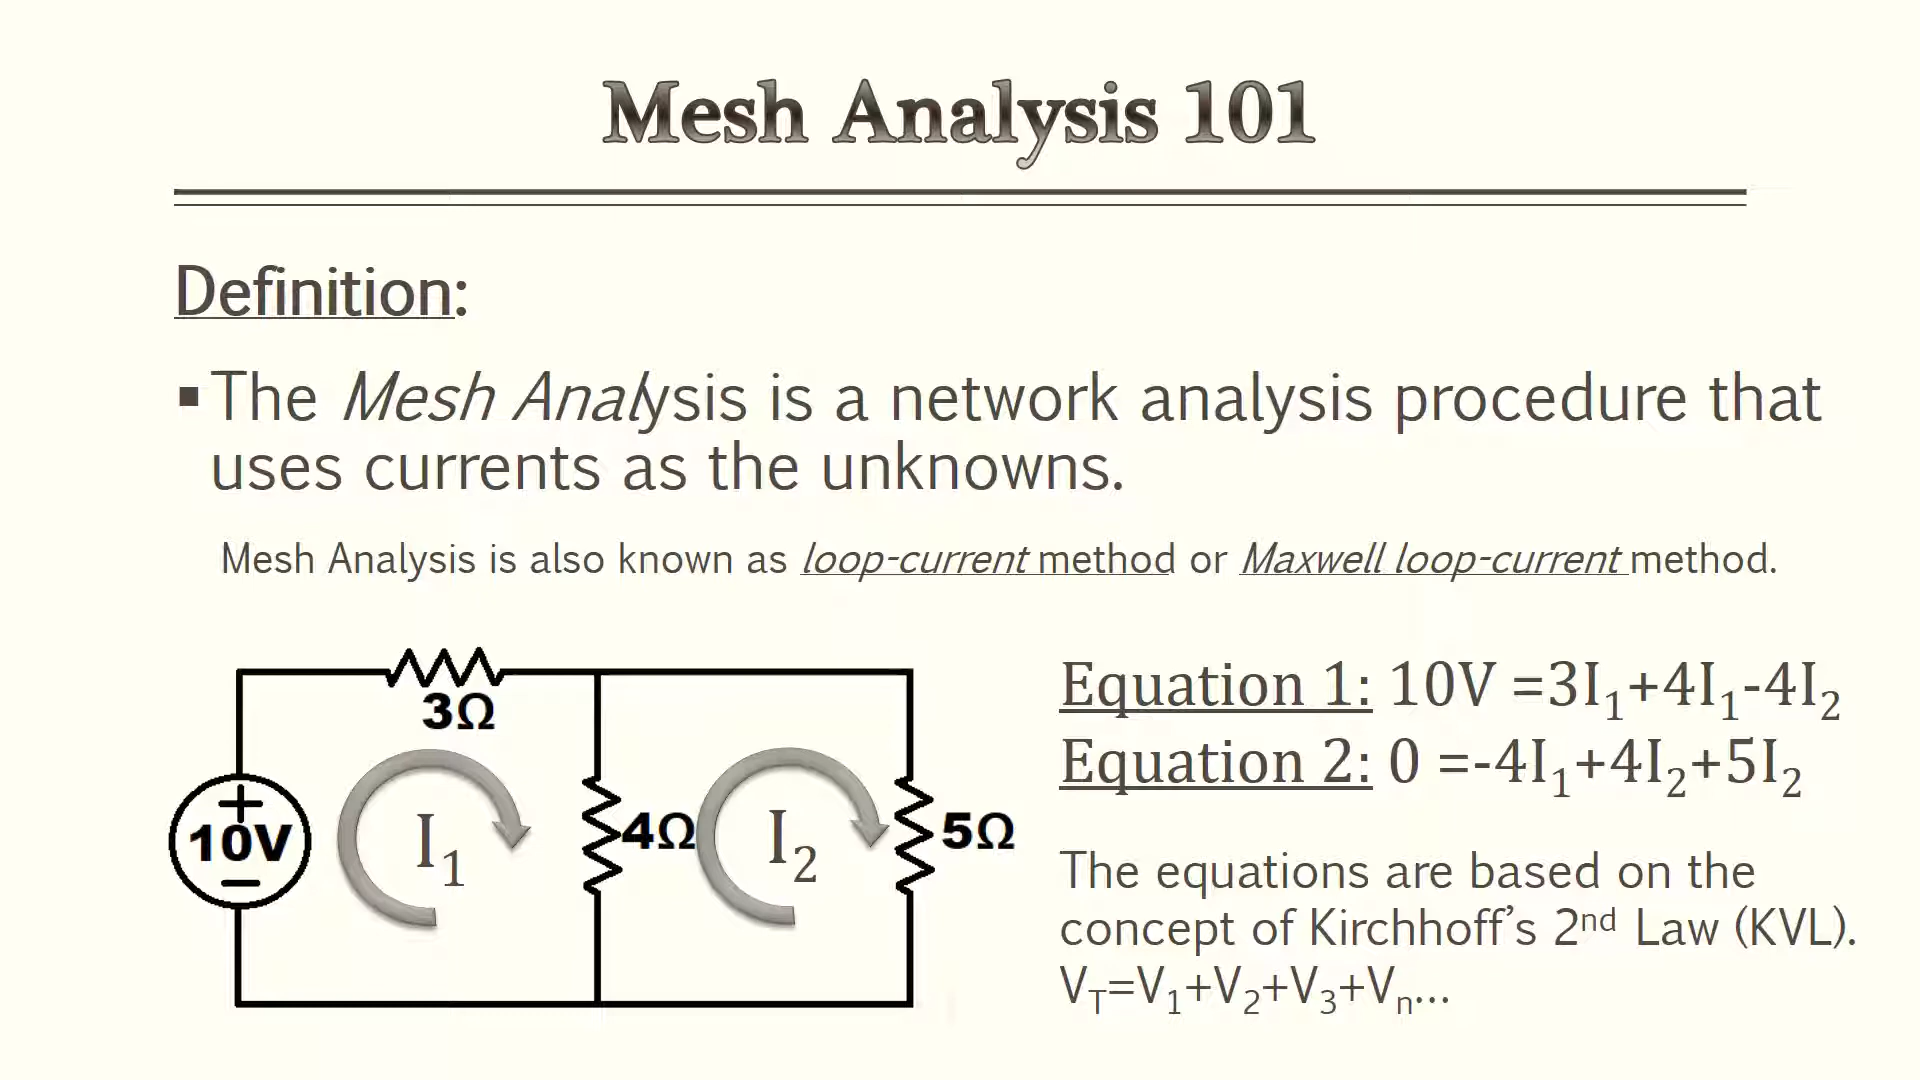 Mesh Analysis 101
Definition:
▪The Mesh Analysis is a network analysis procedure that
uses currents as the unknowns.
Mesh Analysis is also known as loop-current method or Maxwell loop-current method.
3Ω
+
10V
−
I₁
4Ω
I₂
5Ω
Equation 1: 10V =3I₁+4I₁-4I₂
Equation 2: 0 =-4I₁+4I₂+5I₂
The equations are based on the
concept of Kirchhoff’s 2ⁿᵈ Law (KVL).
V_T=V₁+V₂+V₃+Vₙ...